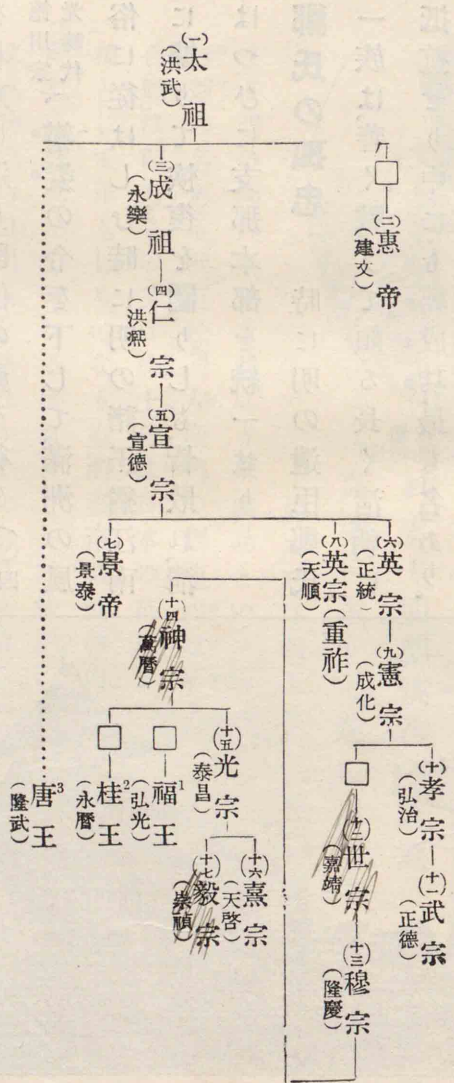 (一)太祖
(洪武)
□
(二)惠帝
(建文)
(三)成祖
(永樂)
(四)仁宗
(洪熙)
(五)宣宗
(宣德)
(六)英宗
(正統)
(八)英宗(重祚)
(天順)
(七)景帝
(景泰)
(九)憲宗
(成化)
(十)孝宗
(弘治)
(十一)武宗
(正德)
□
(十二)世宗
(嘉靖)
(十三)穆宗
(隆慶)
(十四)神宗
(萬曆)
(十五)光宗
(泰昌)
(十六)熹宗
(天啓)
(十七)毅宗
(崇禎)
□
福王1
(弘光)
□
桂王2
(永曆)
唐王3
(隆武)